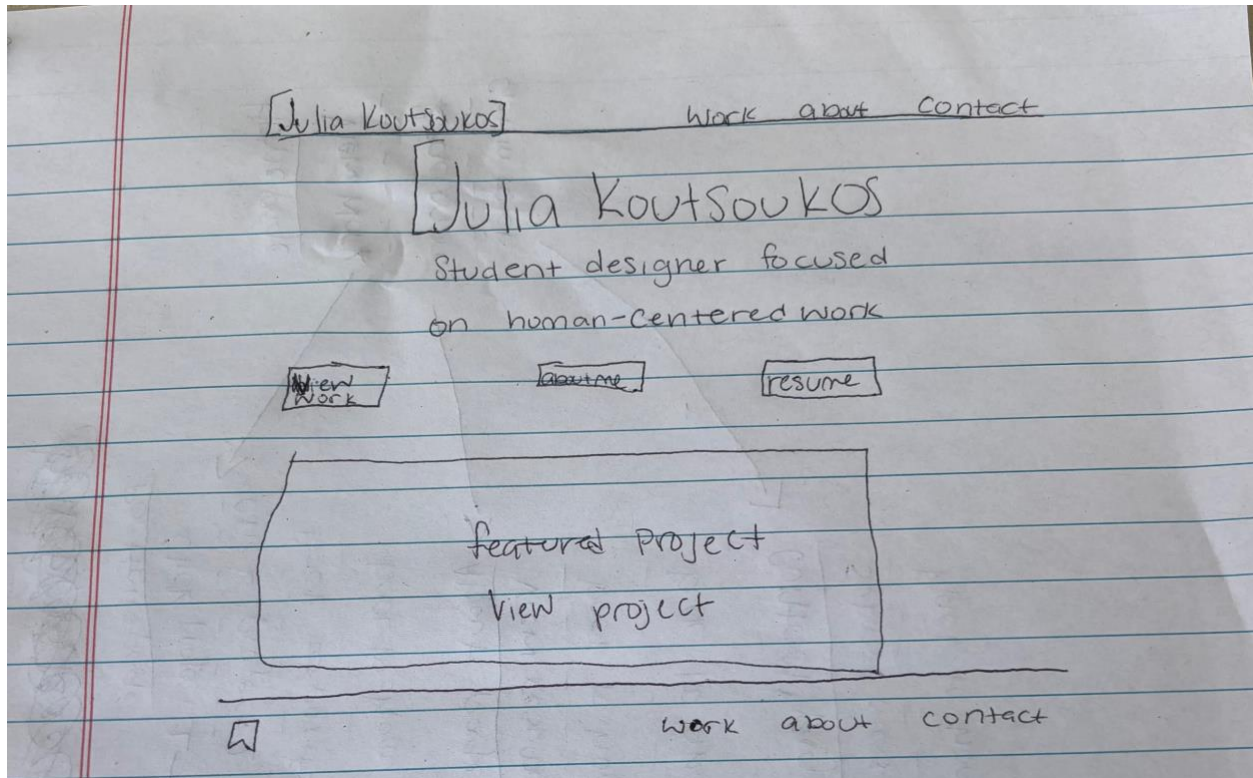 [Julia Koutsoukos] Work about Contact
[Julia Koutsoukos
Student designer focused
on human-centered work
View about me resume
Work
featured project
View project
work about contact